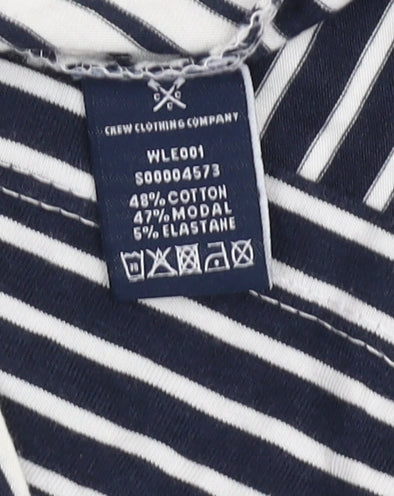 CREW CLOTHING COMPANY
WLE001
S00004573
48% COTTON
47% MODAL
5% ELASTANE